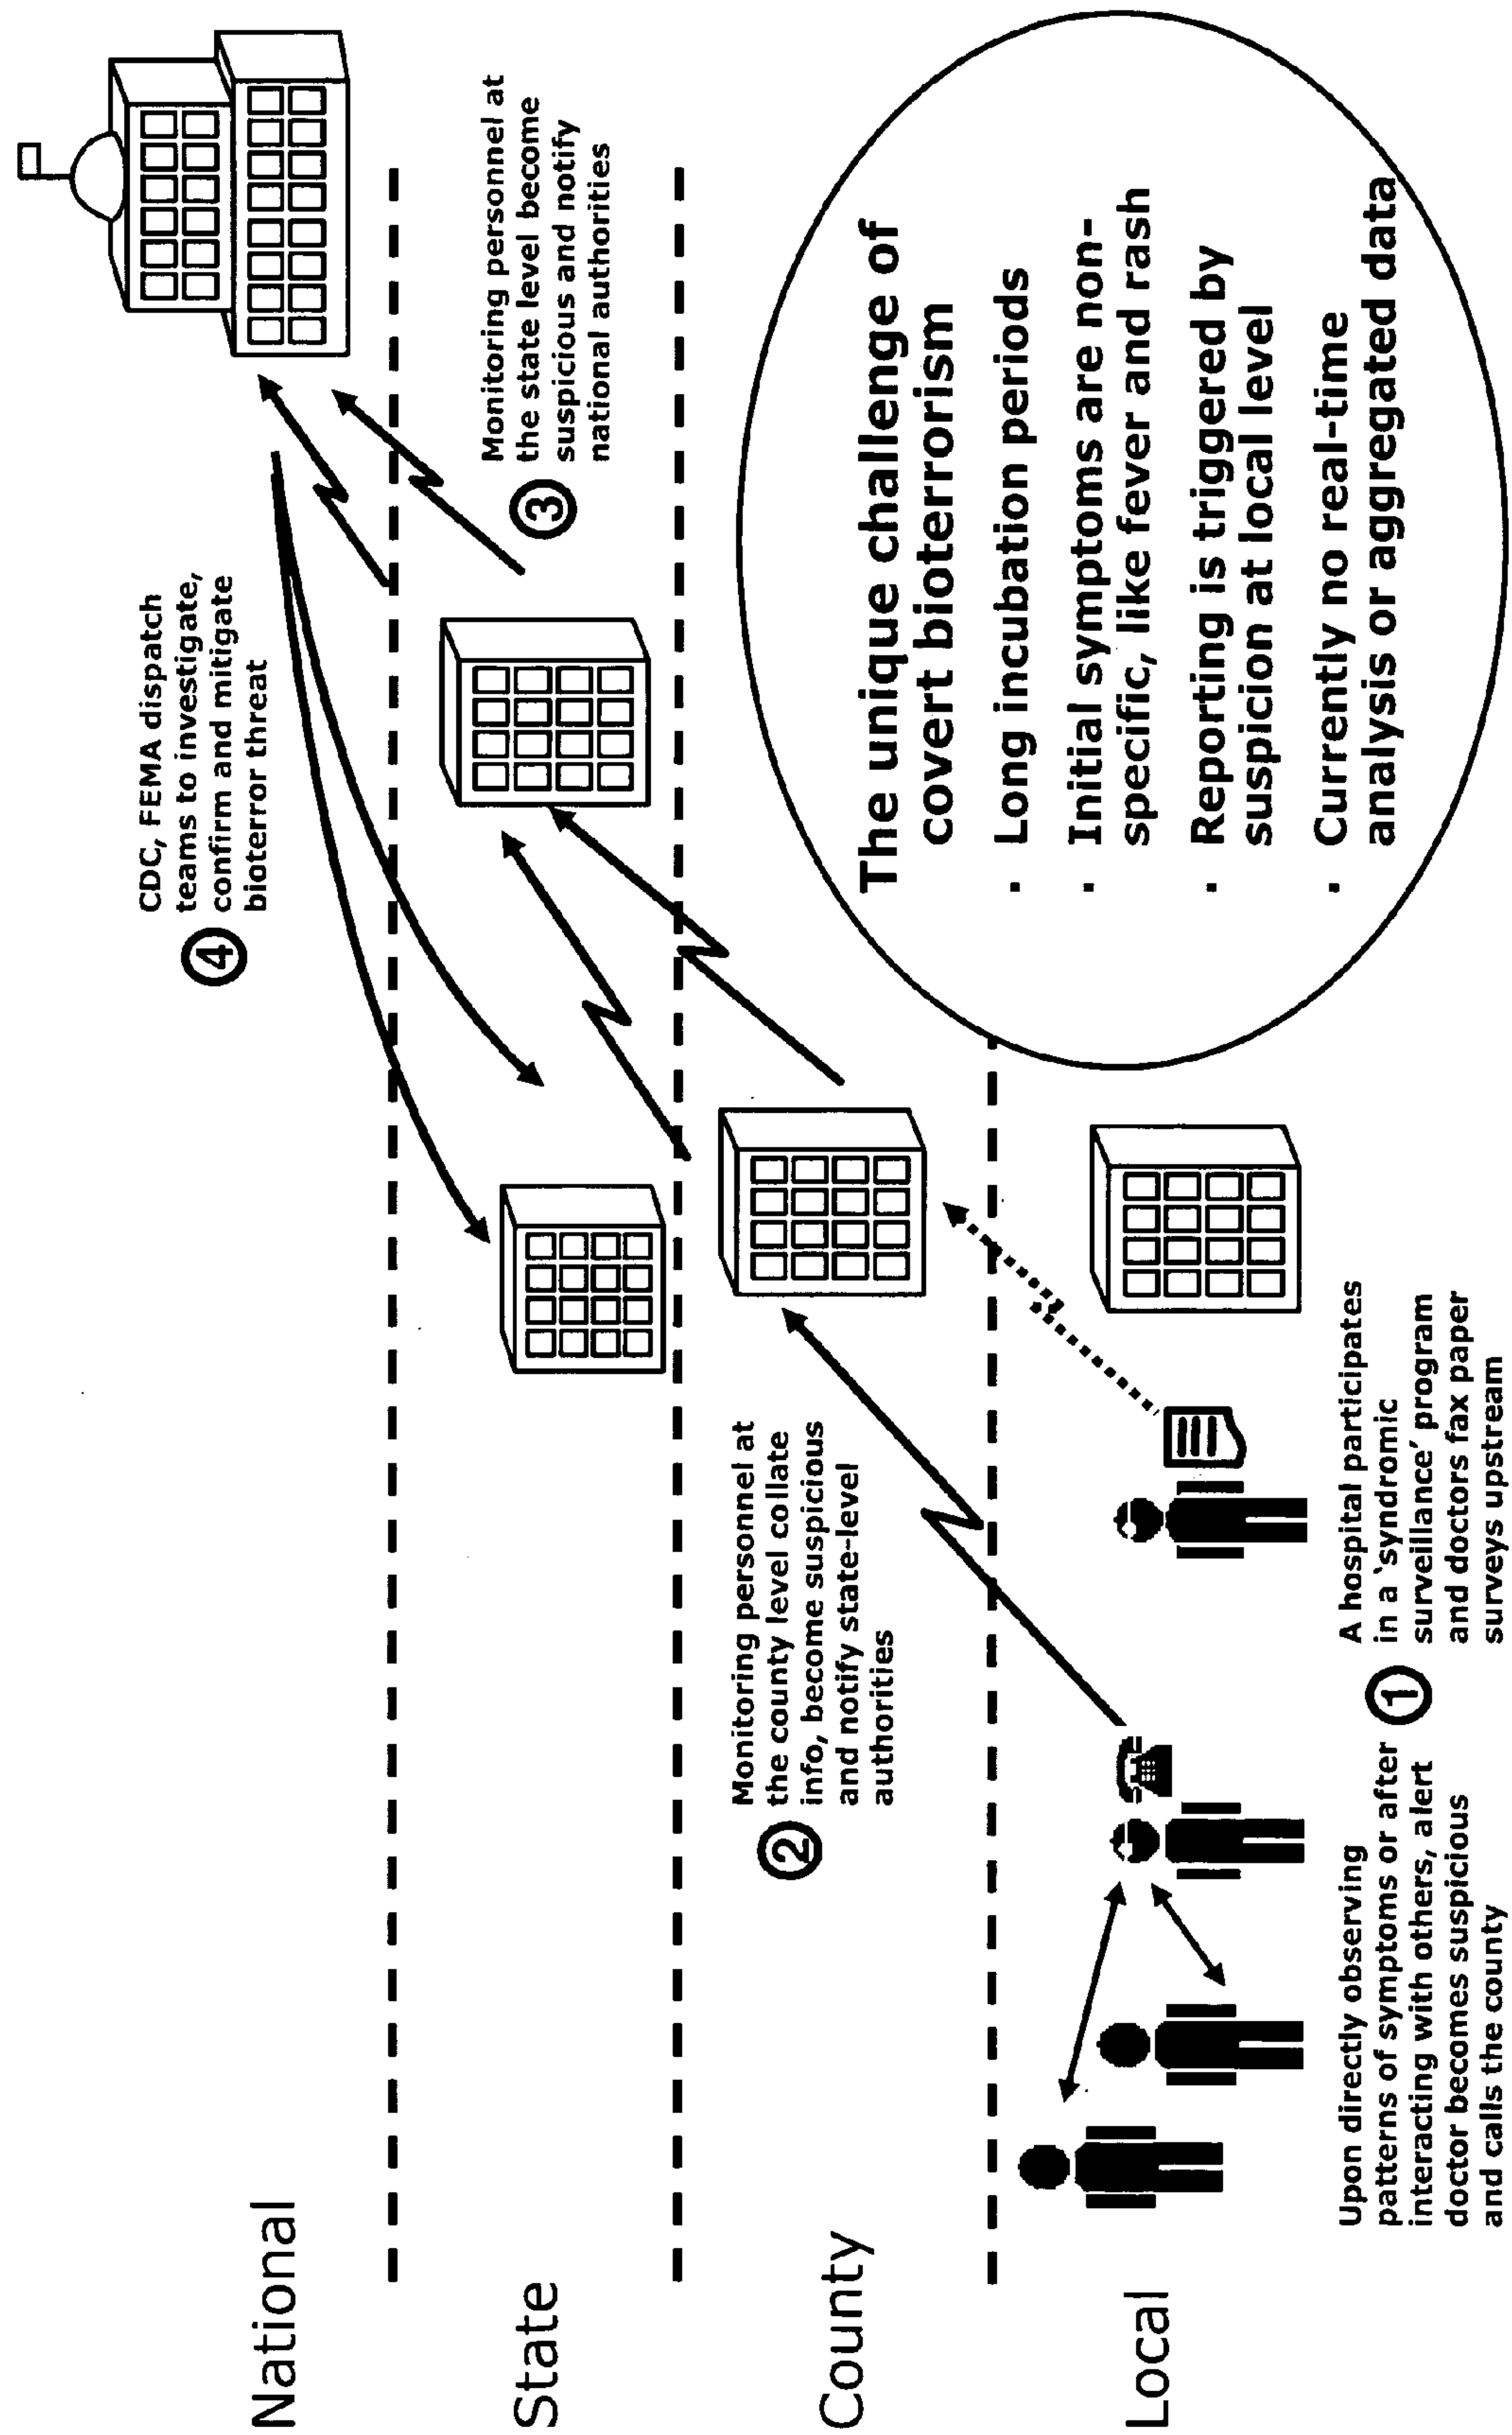 National
④
CDC, FEMA dispatch
teams to investigate,
confirm and mitigate
bioterror threat
State
③
Monitoring personnel at
the state level become
suspicious and notify
national authorities
County
②
Monitoring personnel at
the county level collate
info, become suspicious
and notify state-level
authorities
Local
Upon directly observing
patterns of symptoms or after
interacting with others, alert
doctor becomes suspicious
and calls the county
①
A hospital participates
in a ‘syndromic
surveillance’ program
and doctors fax paper
surveys upstream
The unique challenge of
covert bioterrorism
· Long incubation periods
· Initial symptoms are non-
specific, like fever and rash
· Reporting is triggered by
suspicion at local level
· Currently no real-time
analysis or aggregated data